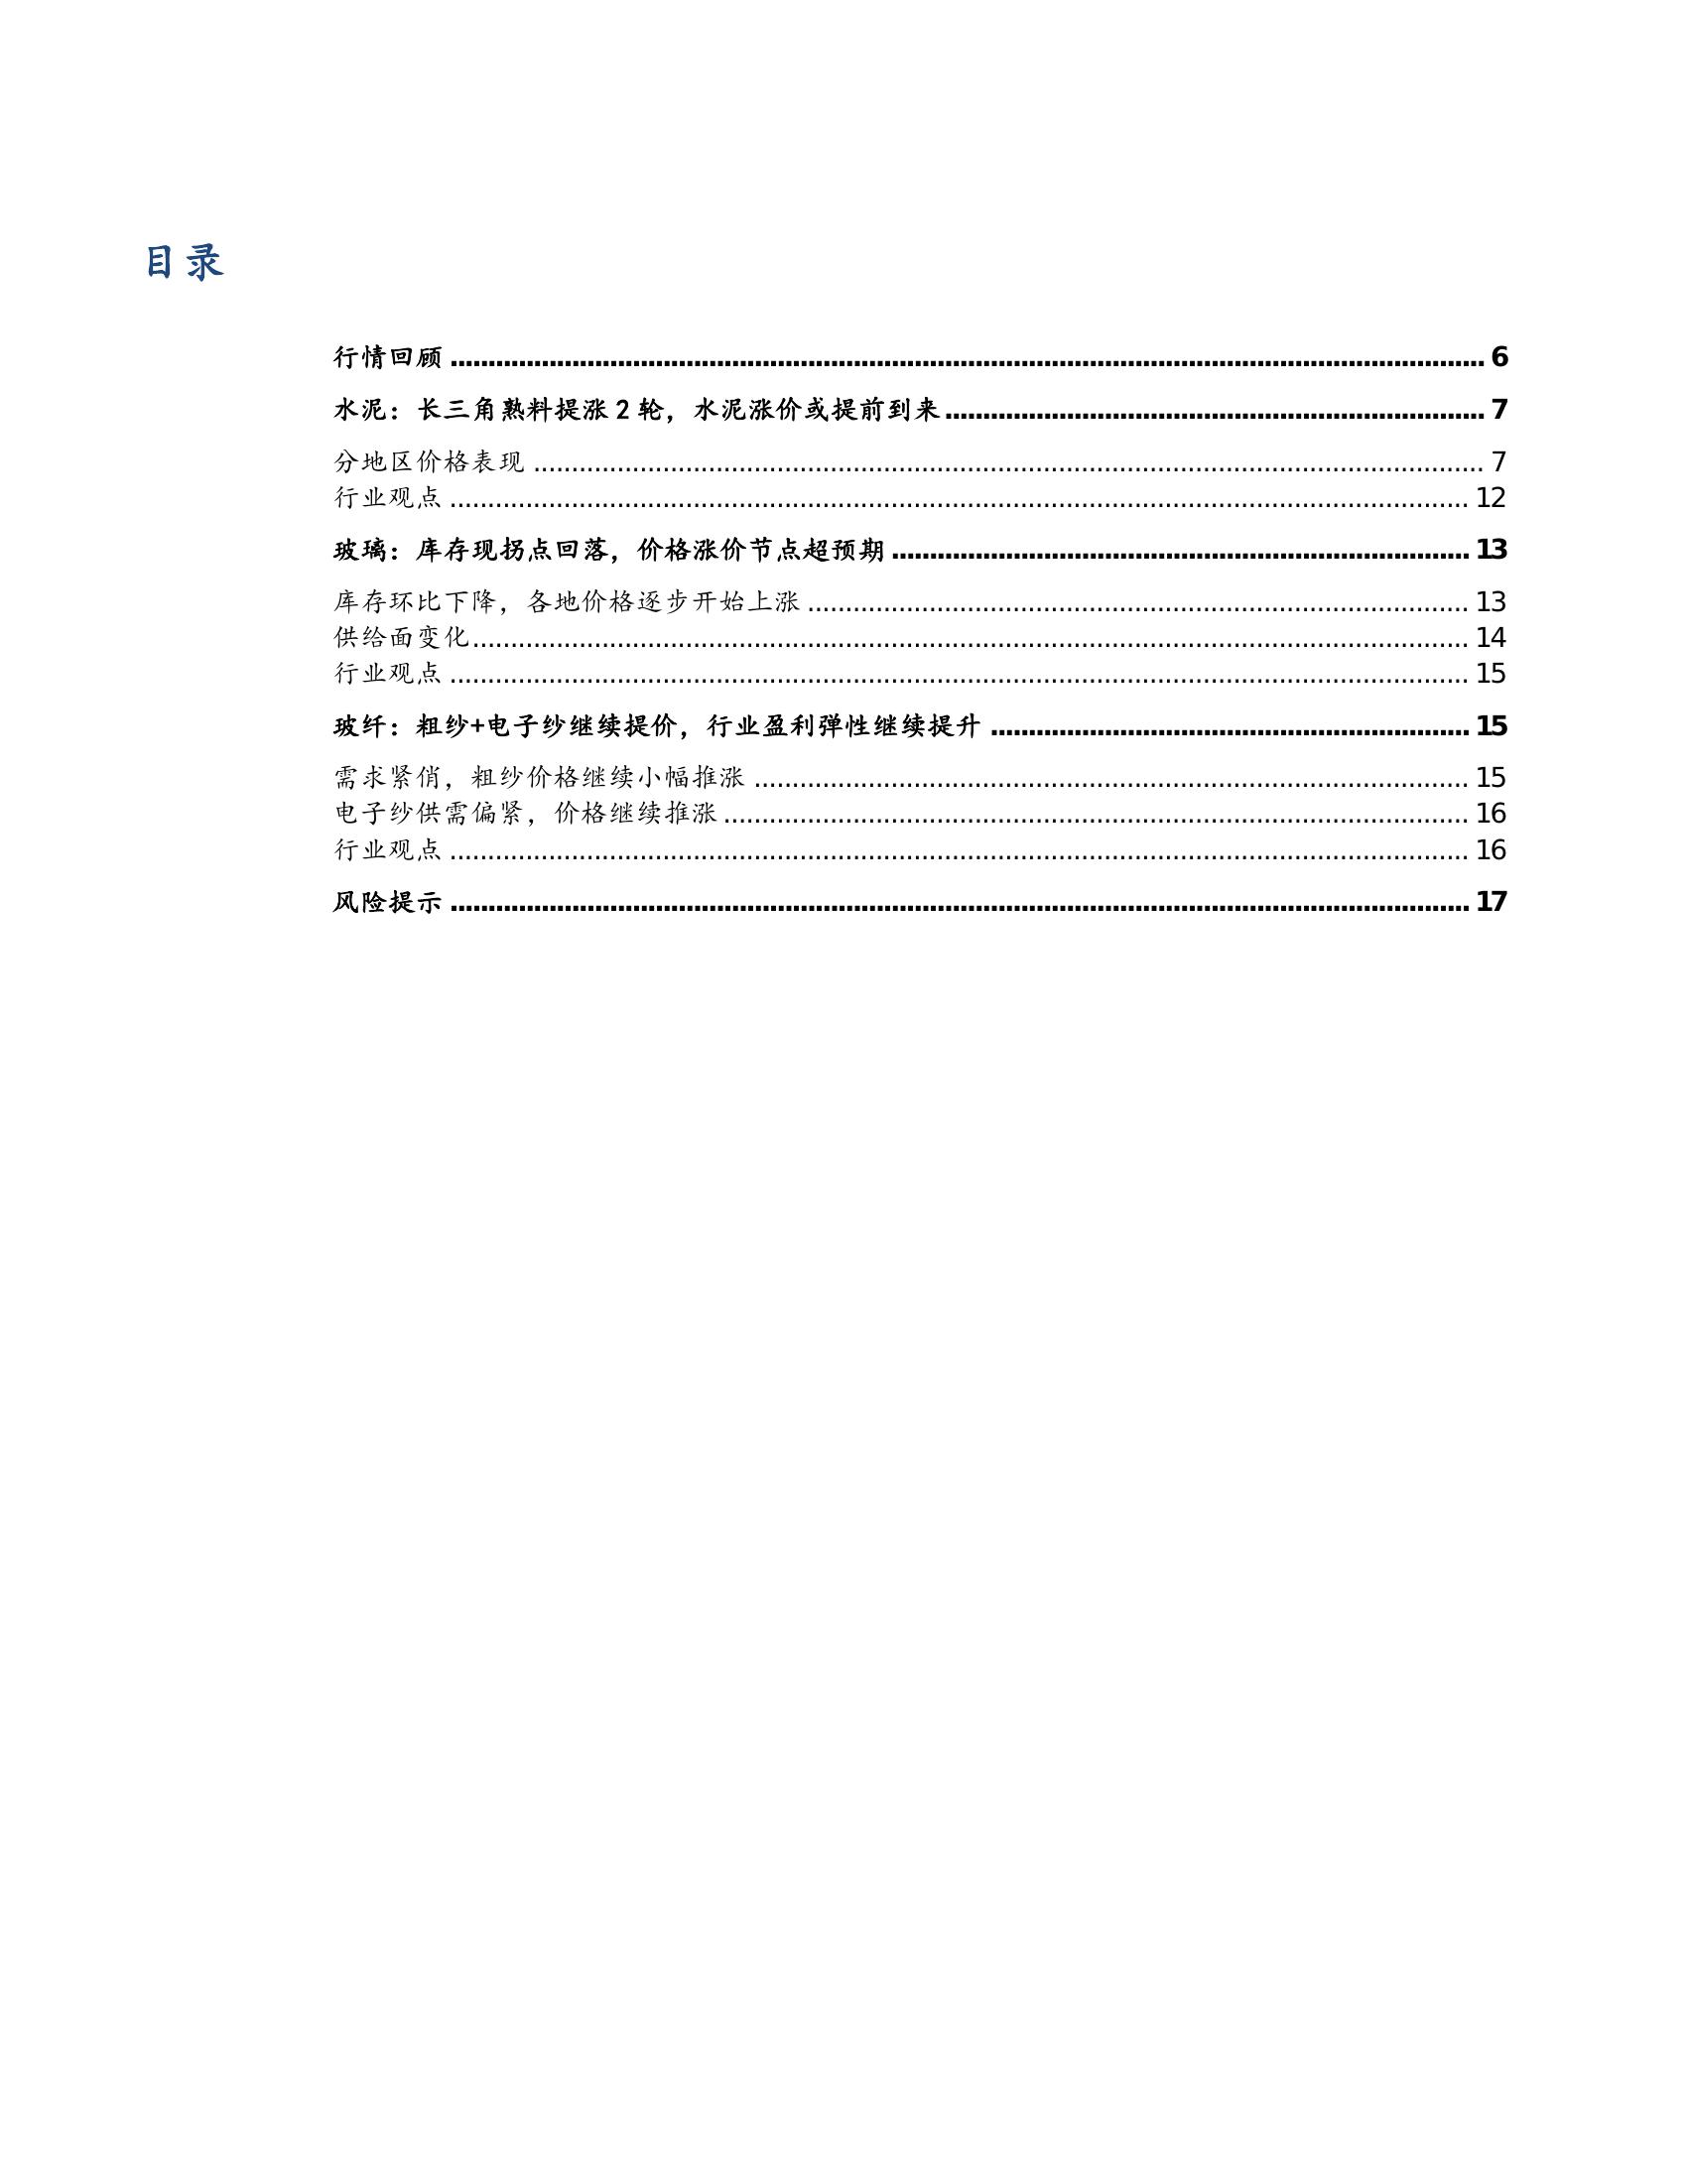 目录
行情回顾 ........................ 6
水泥：长三角熟料提涨 2 轮，水泥涨价或提前到来 ........................ 7
分地区价格表现 ........................ 7
行业观点 ........................ 12
玻璃：库存现拐点回落，价格涨价节点超预期 ........................ 13
库存环比下降，各地价格逐步开始上涨 ........................ 13
供给面变化 ........................ 14
行业观点 ........................ 15
玻纤：粗纱+电子纱继续提价，行业盈利弹性继续提升 ........................ 15
需求紧俏，粗纱价格继续小幅推涨 ........................ 15
电子纱供需偏紧，价格继续推涨 ........................ 16
行业观点 ........................ 16
风险提示 ........................ 17